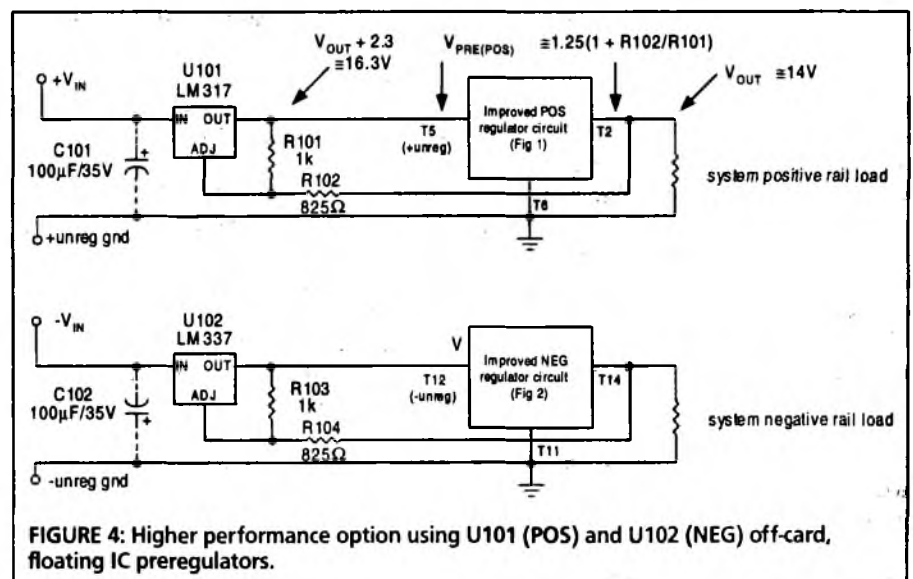 V_OUT + 2.3
≅16.3V
V_PRE(POS)
≅1.25(1 + R102/R101)
V_OUT ≅14V
+V_IN
U101
LM317
IN OUT
ADJ
C101
100µF/35V
+
R101
1k
R102
825Ω
T5
(+unreg)
Improved POS
regulator circuit
(Fig 1)
T2
T6
system positive rail load
+unreg gnd
-V_IN
U102
LM337
IN OUT
ADJ
C102
100µF/35V
+
R103
1k
R104
825Ω
V
T12
(-unreg)
Improved NEG
regulator circuit
(Fig 2)
T14
T11
system negative rail load
-unreg gnd
FIGURE 4: Higher performance option using U101 (POS) and U102 (NEG) off-card,
floating IC preregulators.